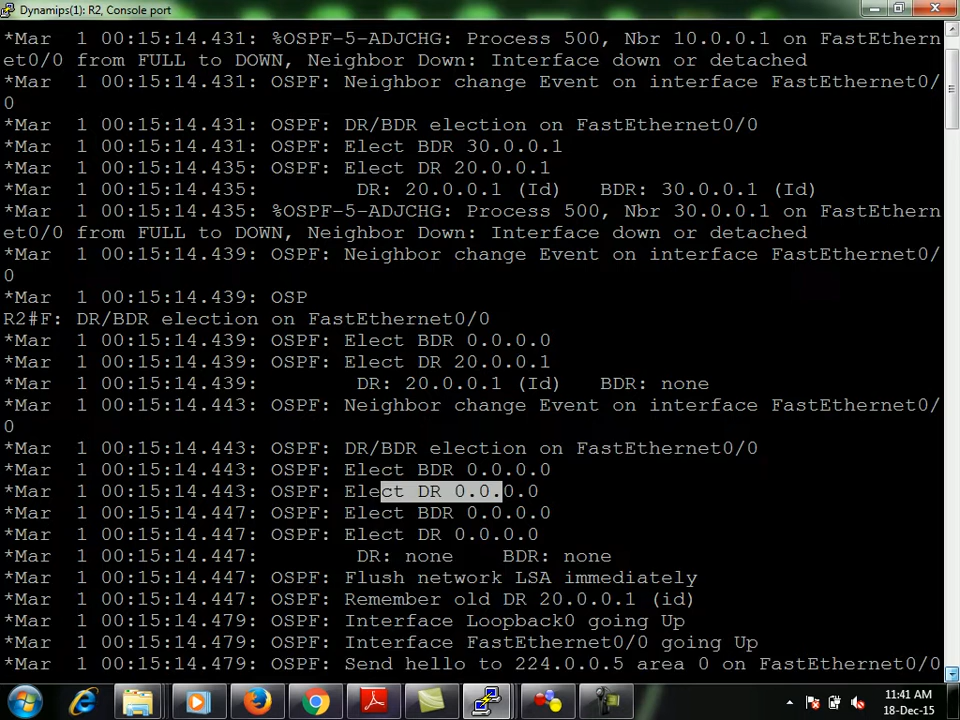 Dynamips(1): R2, Console port
*Mar  1 00:15:14.431: %OSPF-5-ADJCHG: Process 500, Nbr 10.0.0.1 on FastEthern
et0/0 from FULL to DOWN, Neighbor Down: Interface down or detached
*Mar  1 00:15:14.431: OSPF: Neighbor change Event on interface FastEthernet0/
0
*Mar  1 00:15:14.431: OSPF: DR/BDR election on FastEthernet0/0
*Mar  1 00:15:14.431: OSPF: Elect BDR 30.0.0.1
*Mar  1 00:15:14.435: OSPF: Elect DR 20.0.0.1
*Mar  1 00:15:14.435:        DR: 20.0.0.1 (Id)   BDR: 30.0.0.1 (Id)
*Mar  1 00:15:14.435: %OSPF-5-ADJCHG: Process 500, Nbr 30.0.0.1 on FastEthern
et0/0 from FULL to DOWN, Neighbor Down: Interface down or detached
*Mar  1 00:15:14.439: OSPF: Neighbor change Event on interface FastEthernet0/
0
*Mar  1 00:15:14.439: OSP
R2#F: DR/BDR election on FastEthernet0/0
*Mar  1 00:15:14.439: OSPF: Elect BDR 0.0.0.0
*Mar  1 00:15:14.439: OSPF: Elect DR 20.0.0.1
*Mar  1 00:15:14.439:        DR: 20.0.0.1 (Id)   BDR: none
*Mar  1 00:15:14.443: OSPF: Neighbor change Event on interface FastEthernet0/
0
*Mar  1 00:15:14.443: OSPF: DR/BDR election on FastEthernet0/0
*Mar  1 00:15:14.443: OSPF: Elect BDR 0.0.0.0
*Mar  1 00:15:14.443: OSPF: Elect DR 0.0.0.0
*Mar  1 00:15:14.447: OSPF: Elect BDR 0.0.0.0
*Mar  1 00:15:14.447: OSPF: Elect DR 0.0.0.0
*Mar  1 00:15:14.447:        DR: none    BDR: none
*Mar  1 00:15:14.447: OSPF: Flush network LSA immediately
*Mar  1 00:15:14.447: OSPF: Remember old DR 20.0.0.1 (id)
*Mar  1 00:15:14.479: OSPF: Interface Loopback0 going Up
*Mar  1 00:15:14.479: OSPF: Interface FastEthernet0/0 going Up
*Mar  1 00:15:14.479: OSPF: Send hello to 224.0.0.5 area 0 on FastEthernet0/0
11:41 AM
18-Dec-15